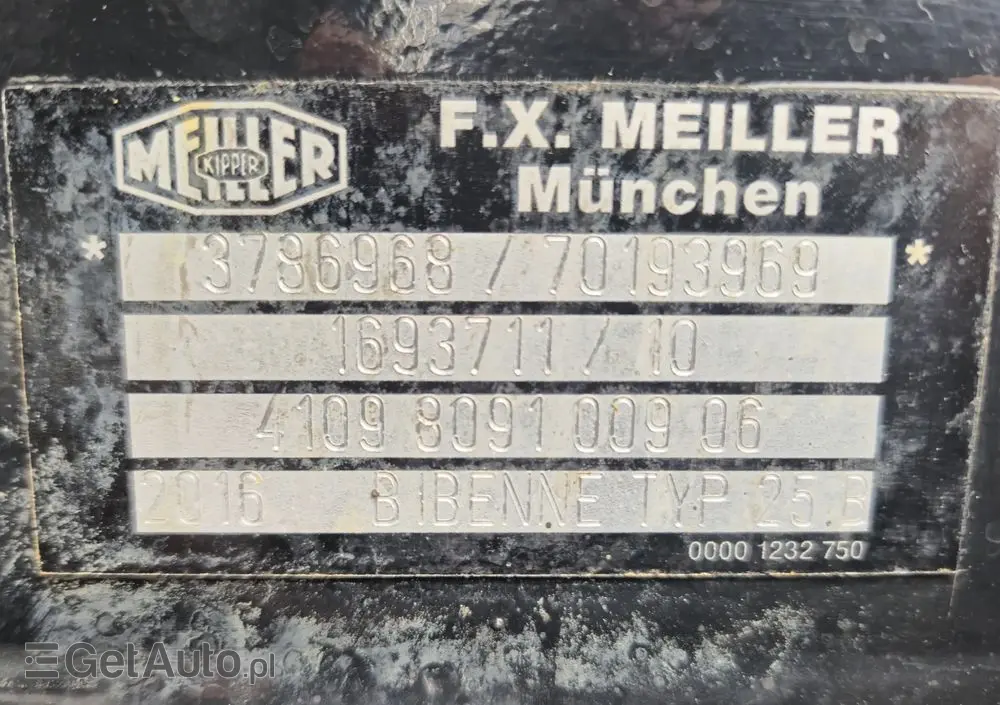 MEILLER
KIPPER
F.X. MEILLER
München
* 3786968 / 70193969 *
1693711 / 10
4109 8091 009 06
2016 BIBENNE TYP 25 B
0000 1232 750
GetAuto.pl